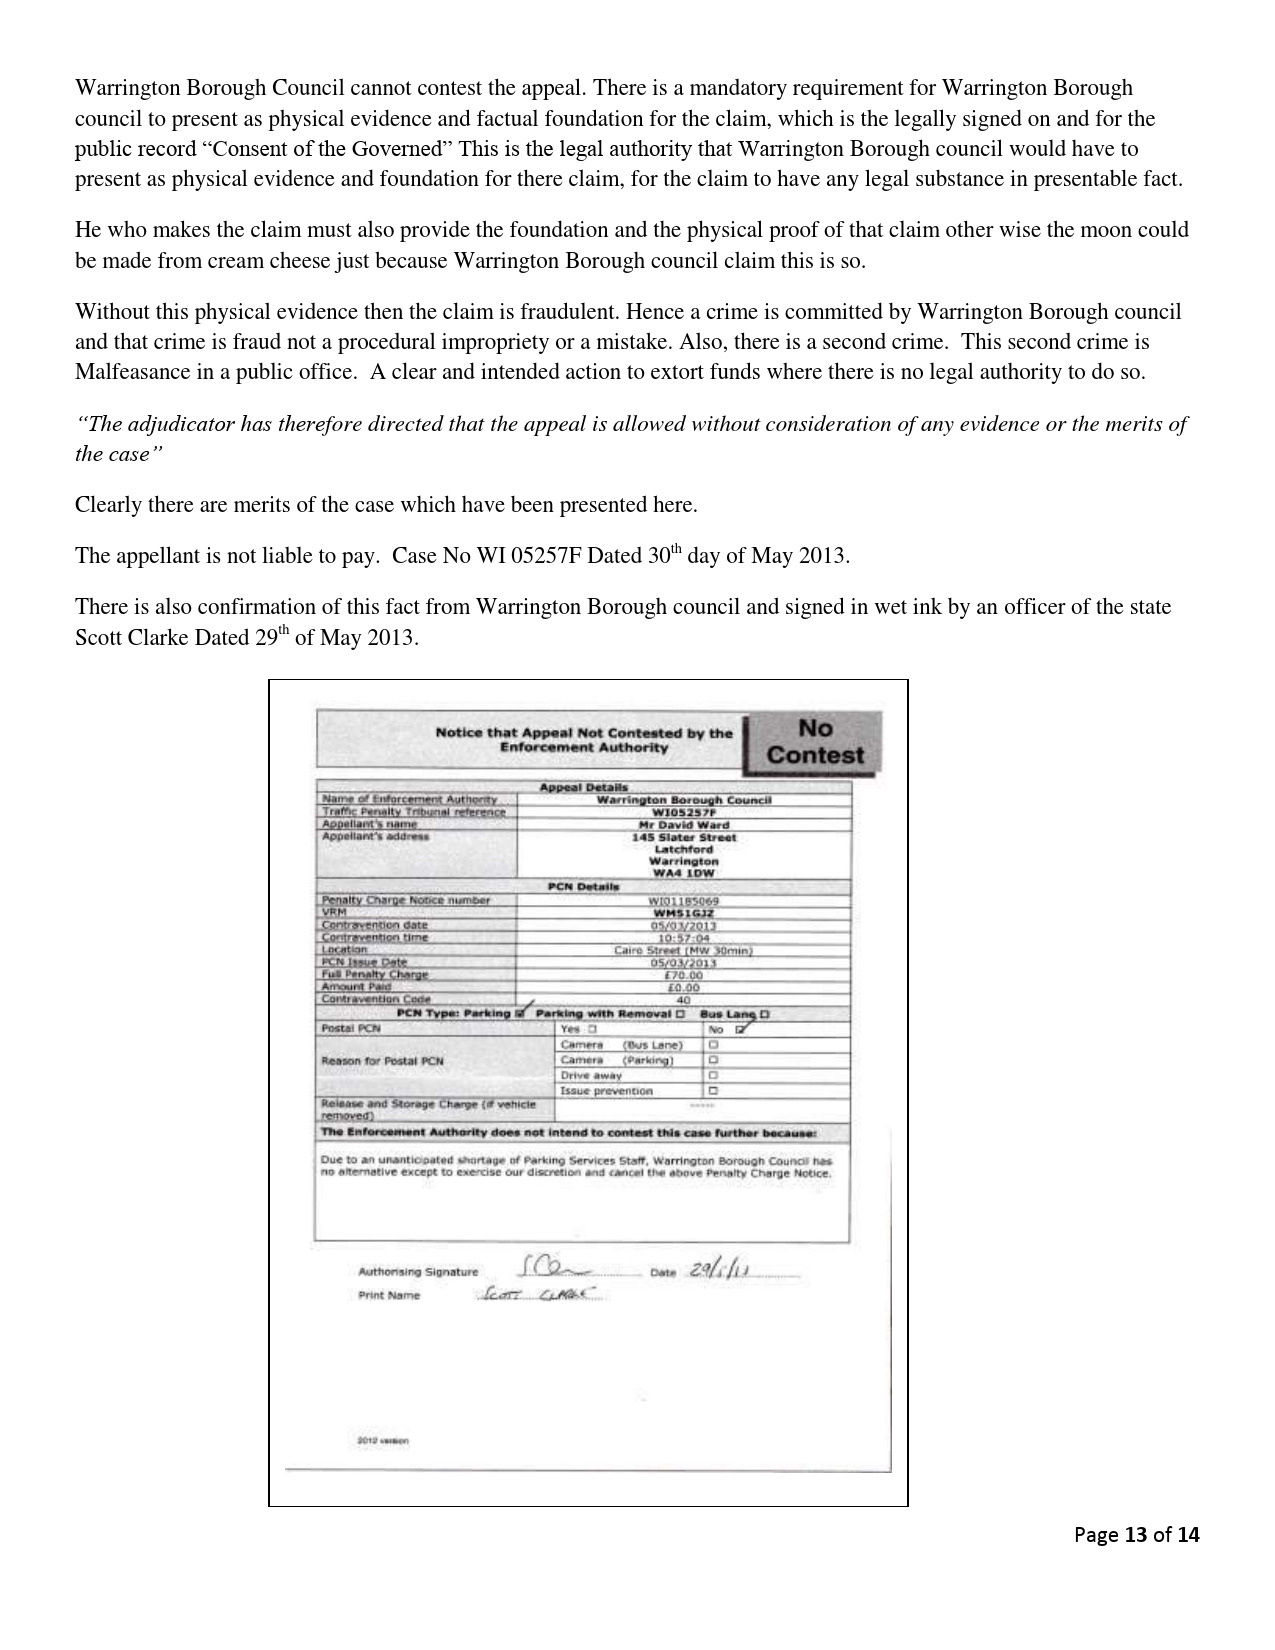 Warrington Borough Council cannot contest the appeal. There is a mandatory requirement for Warrington Borough
council to present as physical evidence and factual foundation for the claim, which is the legally signed on and for the
public record “Consent of the Governed” This is the legal authority that Warrington Borough council would have to
present as physical evidence and foundation for there claim, for the claim to have any legal substance in presentable fact.
He who makes the claim must also provide the foundation and the physical proof of that claim other wise the moon could
be made from cream cheese just because Warrington Borough council claim this is so.
Without this physical evidence then the claim is fraudulent. Hence a crime is committed by Warrington Borough council
and that crime is fraud not a procedural impropriety or a mistake. Also, there is a second crime.  This second crime is
Malfeasance in a public office.  A clear and intended action to extort funds where there is no legal authority to do so.
“The adjudicator has therefore directed that the appeal is allowed without consideration of any evidence or the merits of
the case”
Clearly there are merits of the case which have been presented here.
The appellant is not liable to pay.  Case No WI 05257F Dated 30th day of May 2013.
There is also confirmation of this fact from Warrington Borough council and signed in wet ink by an officer of the state
Scott Clarke Dated 29th of May 2013.
Notice that Appeal Not Contested by the
Enforcement Authority
No
Contest
Appeal Details
Name of Enforcement Authority Warrington Borough Council
Traffic Penalty Tribunal reference WI05257F
Appellant's name Mr David Ward
Appellant's address 145 Slater Street
Latchford
Warrington
WA4 1DW
PCN Details
Penalty Charge Notice number WI01185069
VRM WM51GJZ
Contravention date 05/03/2013
Contravention time 10:57:04
Location Cairo Street (MW 30min)
PCN Issue Date 05/03/2013
Full Penalty Charge £70.00
Amount Paid £0.00
Contravention Code 40
PCN Type: Parking ☑ Parking with Removal ☐ Bus Lane ☐
Postal PCN Yes ☐ No ☑
Reason for Postal PCN
Camera (Bus Lane) ☐
Camera (Parking) ☐
Drive away ☐
Issue prevention ☐
Release and Storage Charge (if vehicle
removed) -----
The Enforcement Authority does not intend to contest this case further because:
Due to an unanticipated shortage of Parking Services Staff, Warrington Borough Council has
no alternative except to exercise our discretion and cancel the above Penalty Charge Notice.
Authorising Signature Date 29/5/13
Print Name SCOTT CLARKE
2012 version
Page 13 of 14